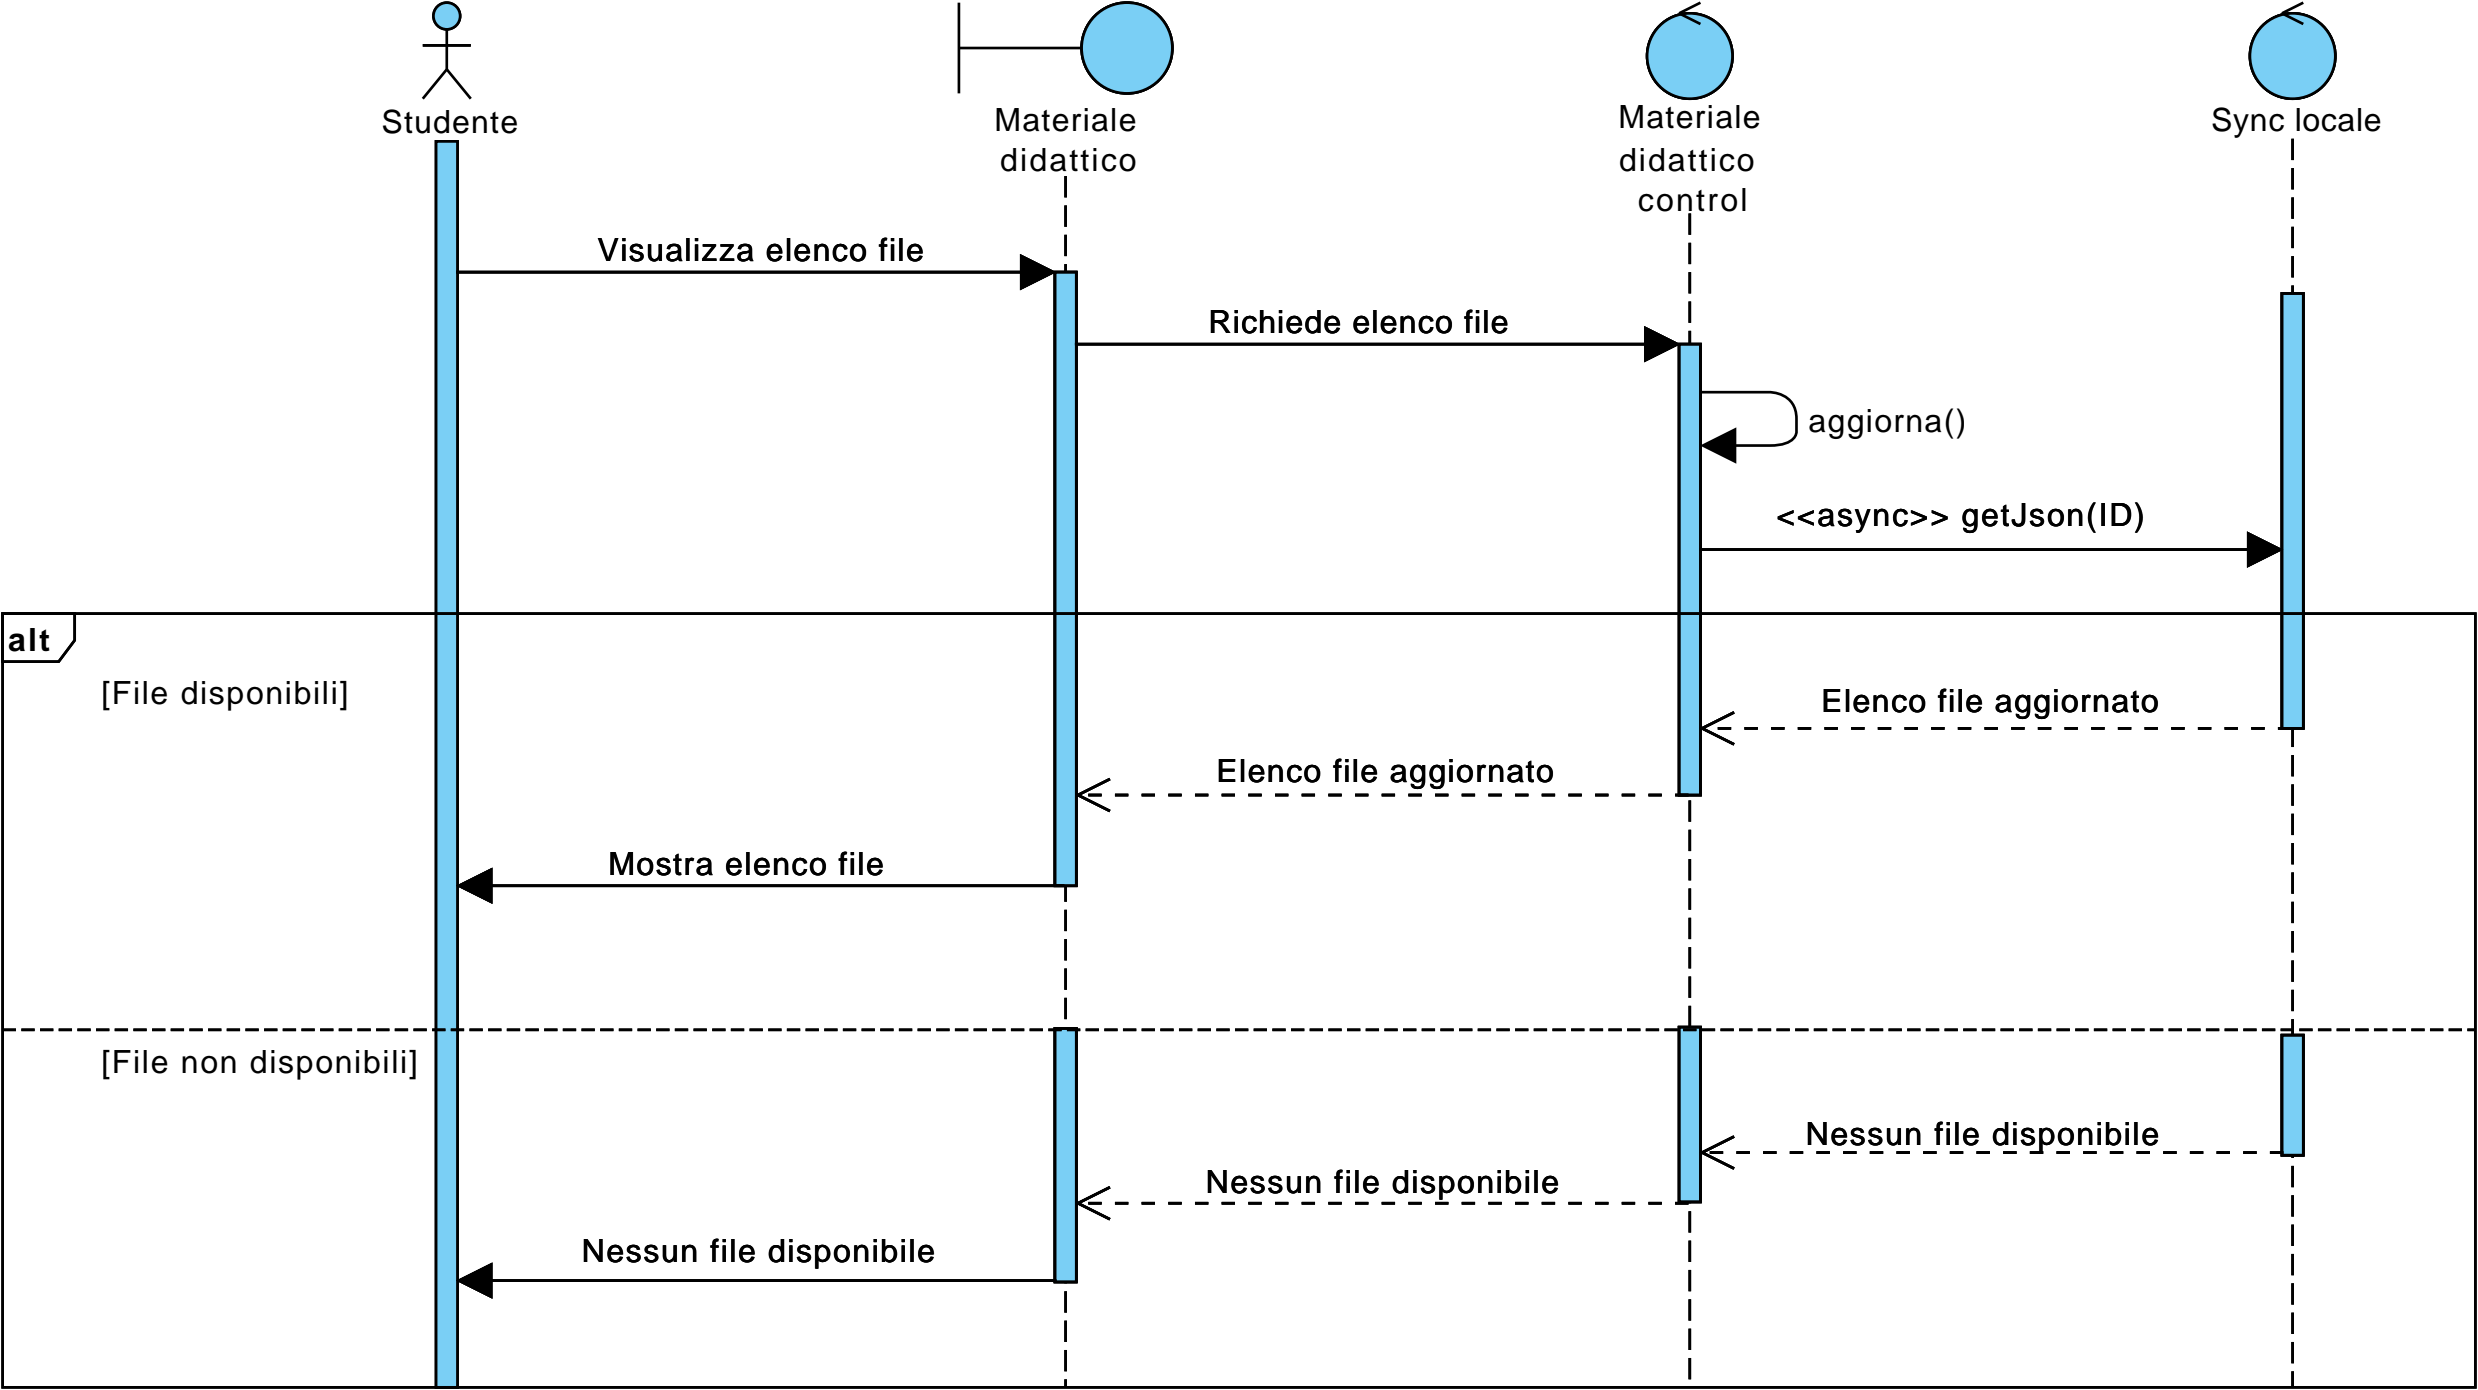 Studente
Materiale
didattico
Materiale
didattico
control
Sync locale
Visualizza elenco file
Richiede elenco file
aggiorna()
<<async>> getJson(ID)
alt
[File disponibili]
Elenco file aggiornato
Elenco file aggiornato
Mostra elenco file
[File non disponibili]
Nessun file disponibile
Nessun file disponibile
Nessun file disponibile